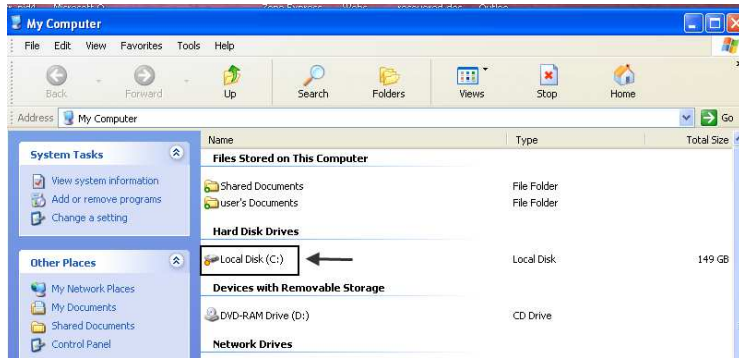 My Computer
File Edit View Favorites Tools Help
Back Forward Up Search Folders Views Stop Home
Address My Computer Go
Name Type Total Size
System Tasks
Files Stored on This Computer
View system information
Shared Documents File Folder
Add or remove programs
user's Documents File Folder
Change a setting
Hard Disk Drives
Other Places
Local Disk (C:) Local Disk 149 GB
My Network Places
Devices with Removable Storage
My Documents
DVD-RAM Drive (D:) CD Drive
Shared Documents
Control Panel
Network Drives